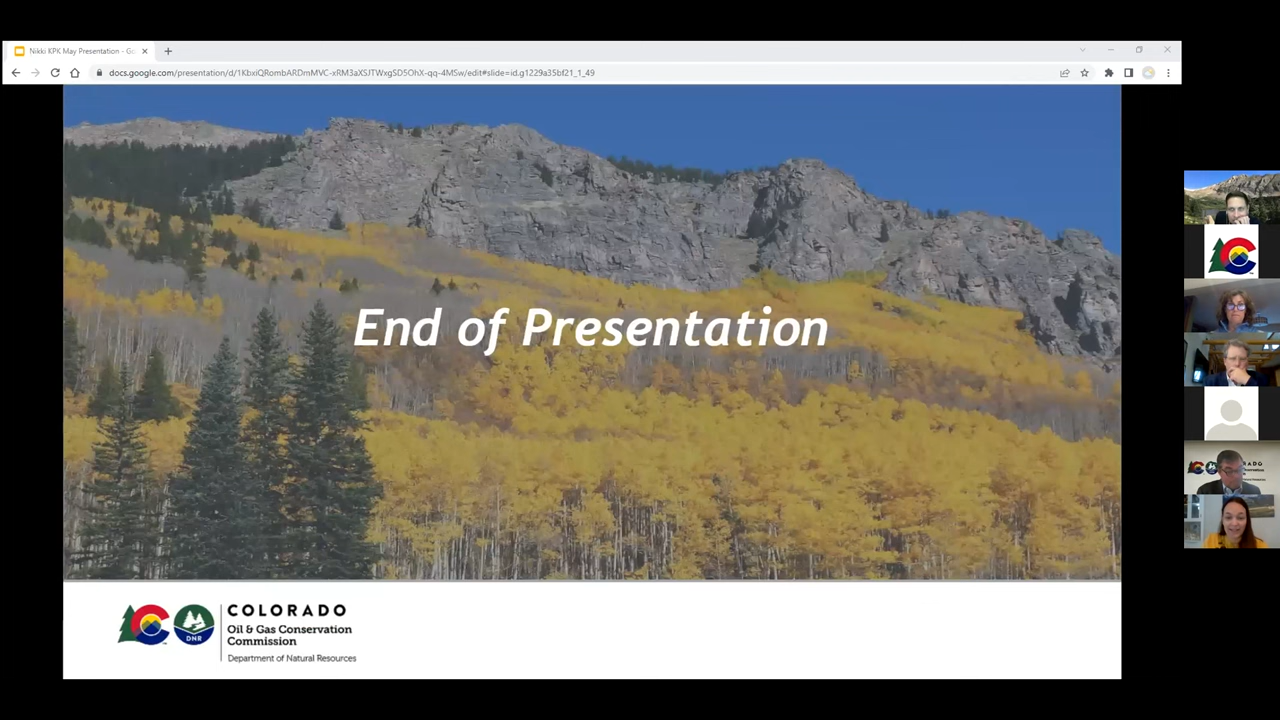 Nikki KPK May Presentation - Go
docs.google.com/presentation/d/1KbxiQRombARDmMVC-xRM3aXSJTWxgSD5OhX-qq-4MSw/edit#slide=id.g1229a35bf21_1_49
End of Presentation
COLORADO
Oil & Gas Conservation
Commission
Department of Natural Resources
DNR